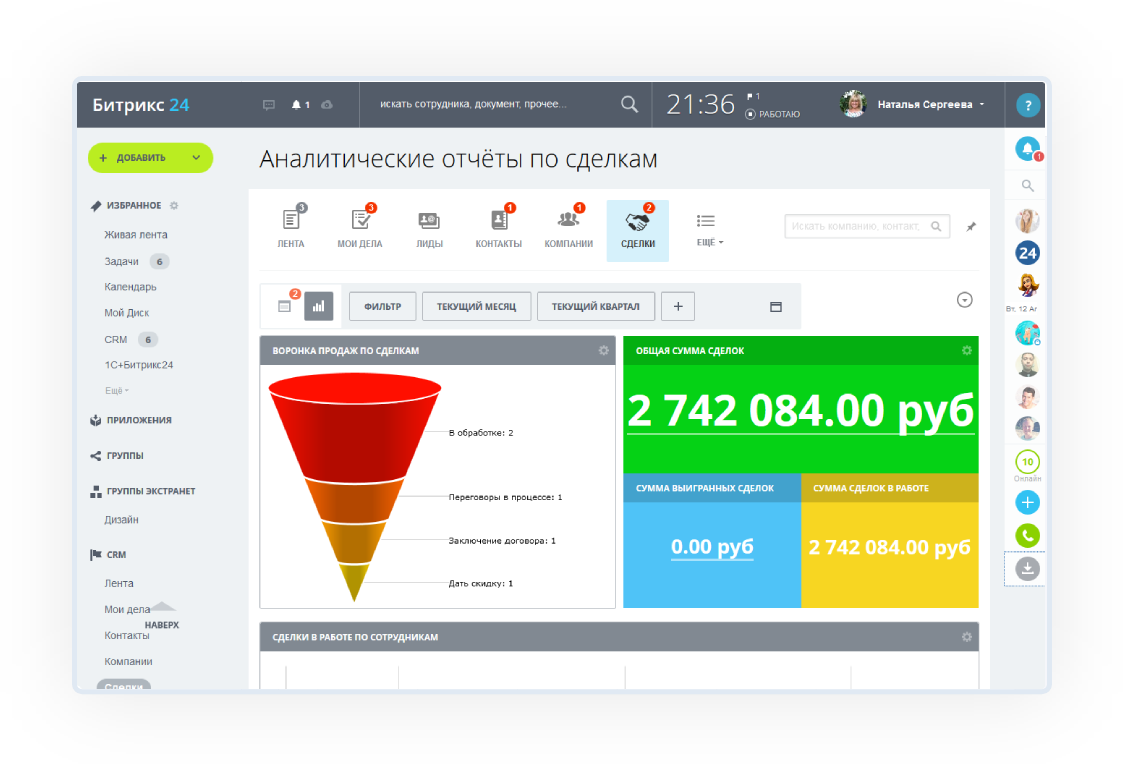 Битрикс 24
1
искать сотрудника, документ, прочее...
21:36
1
РАБОТАЮ
Наталья Сергеева
?
+ ДОБАВИТЬ
ИЗБРАННОЕ
Живая лента
Задачи 6
Календарь
Мой Диск
CRM 6
1С+Битрикс24
Ещё
ПРИЛОЖЕНИЯ
ГРУППЫ
ГРУППЫ ЭКСТРАНЕТ
Дизайн
CRM
Лента
Мои дела
НАВЕРХ
Контакты
Компании
Сделки
Аналитические отчёты по сделкам
3
ЛЕНТА
3
МОИ ДЕЛА
ЛИДЫ
1
КОНТАКТЫ
1
КОМПАНИИ
2
СДЕЛКИ
ЕЩЁ
Искать компанию, контакт,
2
ФИЛЬТР
ТЕКУЩИЙ МЕСЯЦ
ТЕКУЩИЙ КВАРТАЛ
+
ВОРОНКА ПРОДАЖ ПО СДЕЛКАМ
В обработке: 2
Переговоры в процессе: 1
Заключение договора: 1
Дать скидку: 1
ОБЩАЯ СУММА СДЕЛОК
2 742 084.00 руб
СУММА ВЫИГРАННЫХ СДЕЛОК
0.00 руб
СУММА СДЕЛОК В РАБОТЕ
2 742 084.00 руб
СДЕЛКИ В РАБОТЕ ПО СОТРУДНИКАМ
1
24
Вт, 12 Аг
10
Онлайн